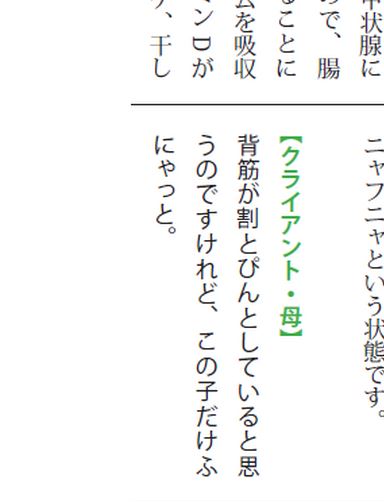 甲状腺に
ので、腸
ることに
ムを吸収
マンDが
干し
ニャフニャという状態です。
【クライアント・母】
背筋が割とぴんとしていると思
うのですけれど、この子だけふ
にゃっと。